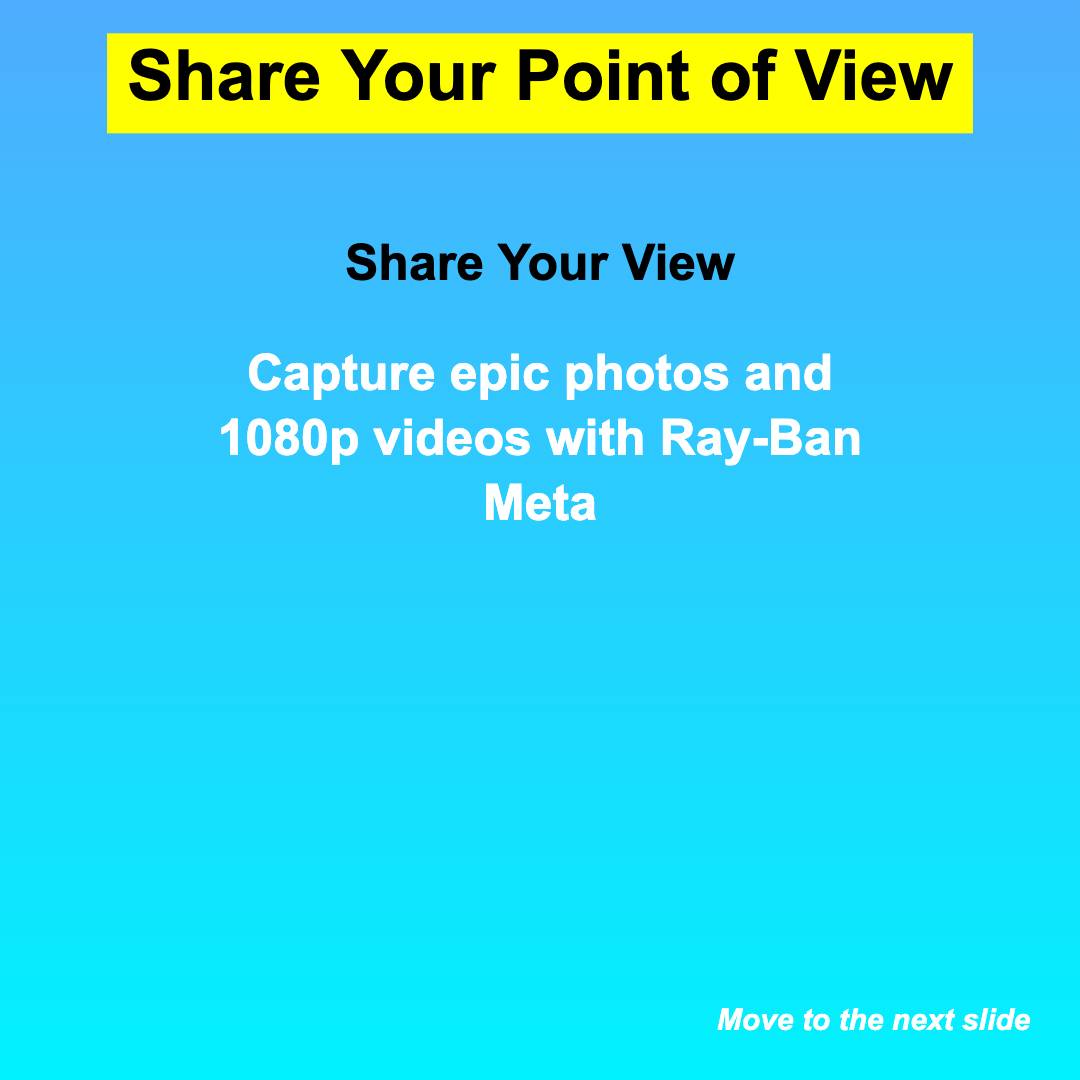 Share Your Point of View
Share Your View
Capture epic photos and
1080p videos with Ray-Ban
Meta
Move to the next slide